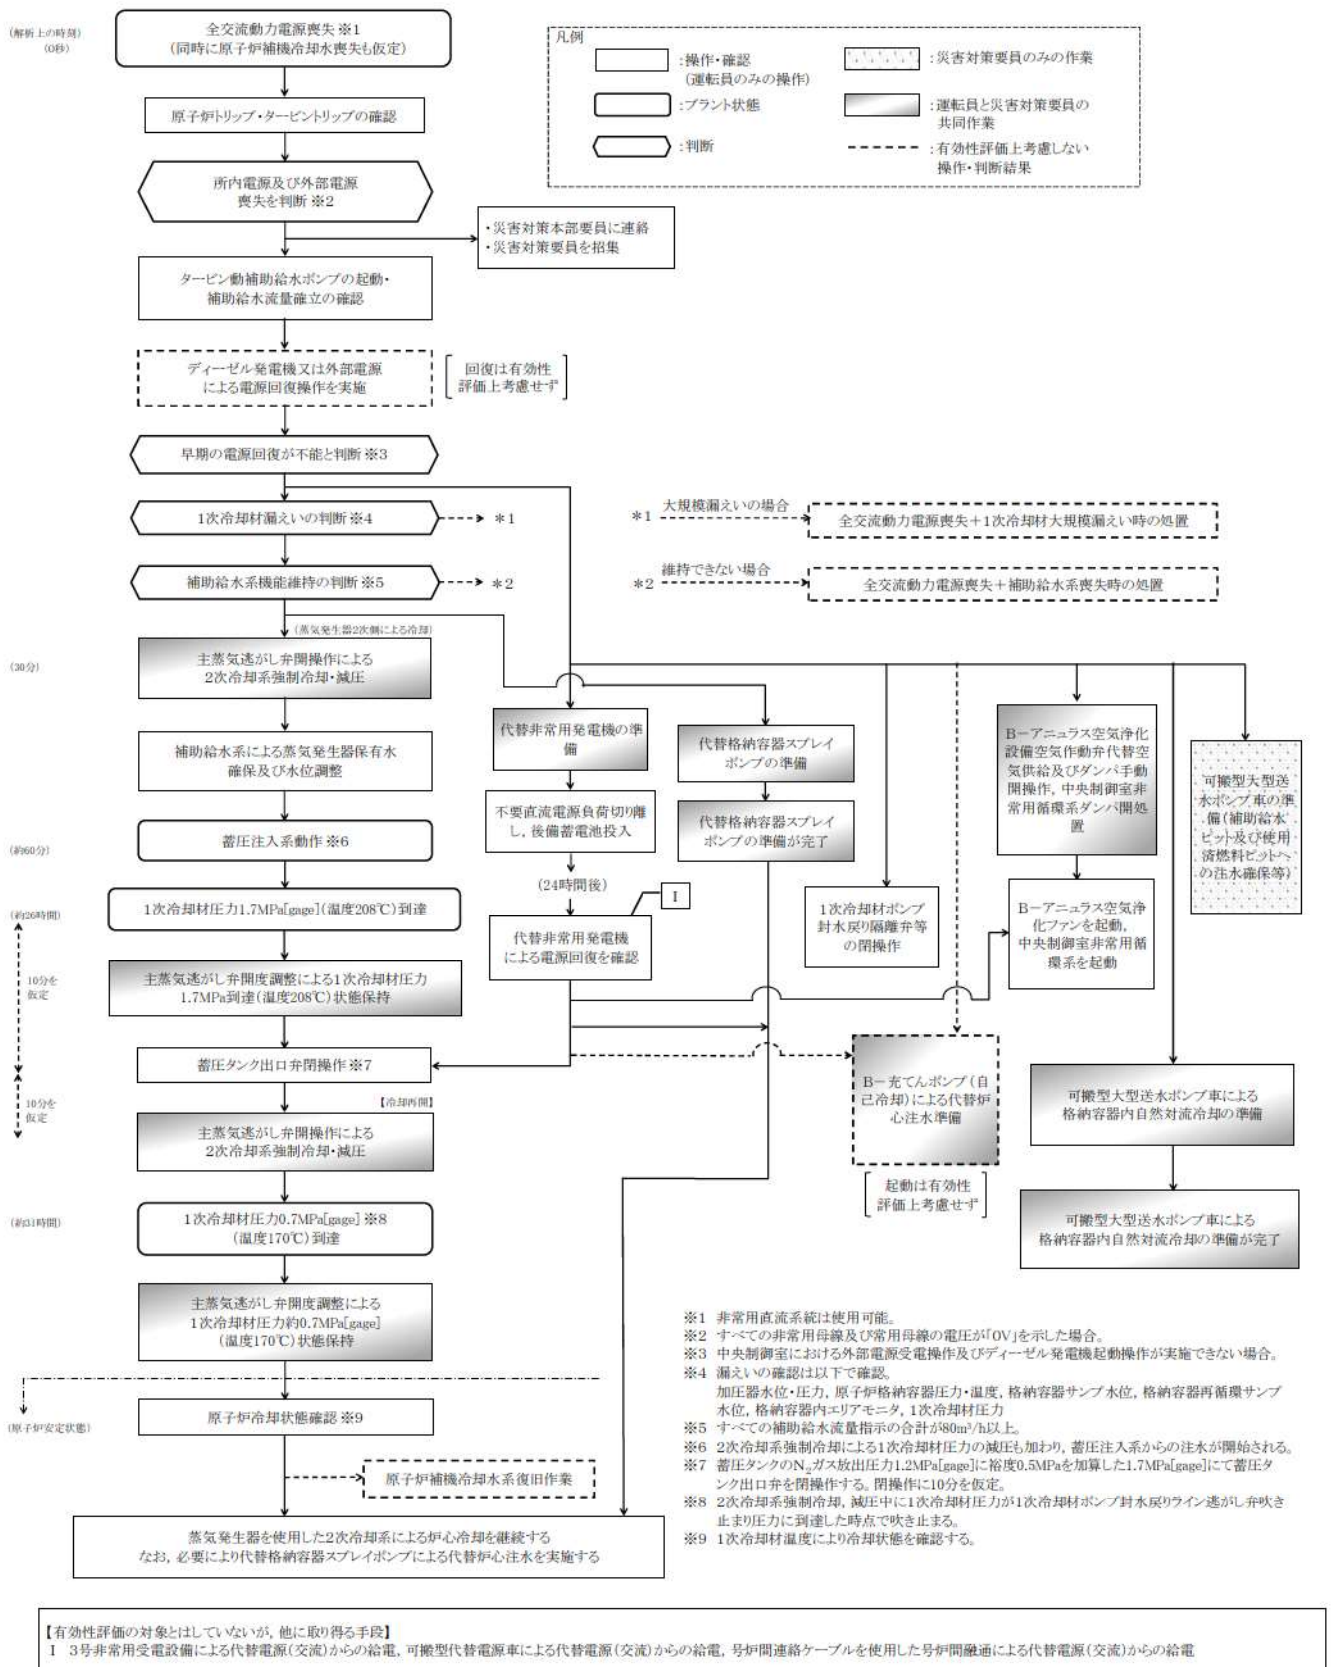 (解析上の時刻)
(0秒)
全交流動力電源喪失※1
(同時に原子炉補機冷却水喪失も仮定)
原子炉トリップ・タービントリップの確認
所内電源及び外部電源
喪失を判断※2
・災害対策本部要員に連絡
・災害対策要員を招集
タービン動補助給水ポンプの起動・
補助給水流量確立の確認
ディーゼル発電機又は外部電源
による電源回復操作を実施
回復は有効性
評価上考慮せず
早期の電源回復が不能と判断※3
凡例
:操作・確認
(運転員のみの操作)
:プラント状態
:判断
:災害対策要員のみの作業
:運転員と災害対策要員の
共同作業
:有効性評価上考慮しない
操作・判断結果
1次冷却材漏えいの判断※4
*1
*1
大規模漏えいの場合
全交流動力電源喪失+1次冷却材大規模漏えい時の処置
補助給水系機能維持の判断※5
*2
*2
維持できない場合
全交流動力電源喪失+補助給水系喪失時の処置
(蒸気発生器2次側による冷却)
(30分)
主蒸気逃がし弁開操作による
2次冷却系強制冷却・減圧
補助給水系による蒸気発生器保有水
確保及び水位調整
(約60分)
蓄圧注入系動作※6
(約26時間)
1次冷却材圧力1.7MPa[gage](温度208℃)到達
10分を
仮定
主蒸気逃がし弁開度調整による1次冷却材圧力
1.7MPa到達(温度208℃)状態保持
蓄圧タンク出口弁閉操作※7
10分を
仮定
【冷却再開】
主蒸気逃がし弁開操作による
2次冷却系強制冷却・減圧
(約31時間)
1次冷却材圧力0.7MPa[gage]※8
(温度170℃)到達
主蒸気逃がし弁開度調整による
1次冷却材圧力約0.7MPa[gage]
(温度170℃)状態保持
(原子炉安定状態)
原子炉冷却状態確認※9
原子炉補機冷却水系復旧作業
蒸気発生器を使用した2次冷却系による炉心冷却を継続する
なお,必要により代替格納容器スプレイポンプによる代替炉心注水を実施する
代替非常用発電機の準
備
不要直流電源負荷切り離
し,後備蓄電池投入
(24時間後)
I
代替非常用発電機
による電源回復を確認
代替格納容器スプレイ
ポンプの準備
代替格納容器スプレイ
ポンプの準備が完了
1次冷却材ポンプ
封水戻り隔離弁等
の閉操作
B-充てんポンプ(自
己冷却)による代替炉
心注水準備
起動は有効性
評価上考慮せず
B-アニュラス空気浄化
設備空気作動弁代替空
気供給及びダンパ手動
開操作,中央制御室非
常用循環系ダンパ開処
置
B-アニュラス空気浄
化ファンを起動,
中央制御室非常用循
環系を起動
可搬型大型送
水ポンプ車の準
備(補助給水
ピット及び使用
済燃料ピットへ
の注水確保等)
可搬型大型送水ポンプ車による
格納容器内自然対流冷却の準備
可搬型大型送水ポンプ車による
格納容器内自然対流冷却の準備が完了
※1 非常用直流系統は使用可能。
※2 すべての非常用母線及び常用母線の電圧が「0V」を示した場合。
※3 中央制御室における外部電源受電操作及びディーゼル発電機起動操作が実施できない場合。
※4 漏えいの確認は以下で確認。
加圧器水位・圧力,原子炉格納容器圧力・温度,格納容器サンプ水位,格納容器再循環サンプ
水位,格納容器内エリアモニタ,1次冷却材圧力
※5 すべての補助給水流量指示の合計が80m³/h以上。
※6 2次冷却系強制冷却による1次冷却材圧力の減圧も加わり,蓄圧注入系からの注水が開始される。
※7 蓄圧タンクのN₂ガス放出圧力1.2MPa[gage]に裕度0.5MPaを加算した1.7MPa[gage]にて蓄圧タ
ンク出口弁を閉操作する。閉操作に10分を仮定。
※8 2次冷却系強制冷却,減圧中に1次冷却材圧力が1次冷却材ポンプ封水戻りライン逃がし弁吹き
止まり圧力に到達した時点で吹き止まる。
※9 1次冷却材温度により冷却状態を確認する。
【有効性評価の対象とはしていないが,他に取り得る手段】
I 3号非常用受電設備による代替電源(交流)からの給電,可搬型代替電源車による代替電源(交流)からの給電,号炉間連絡ケーブルを使用した号炉間融通による代替電源(交流)からの給電